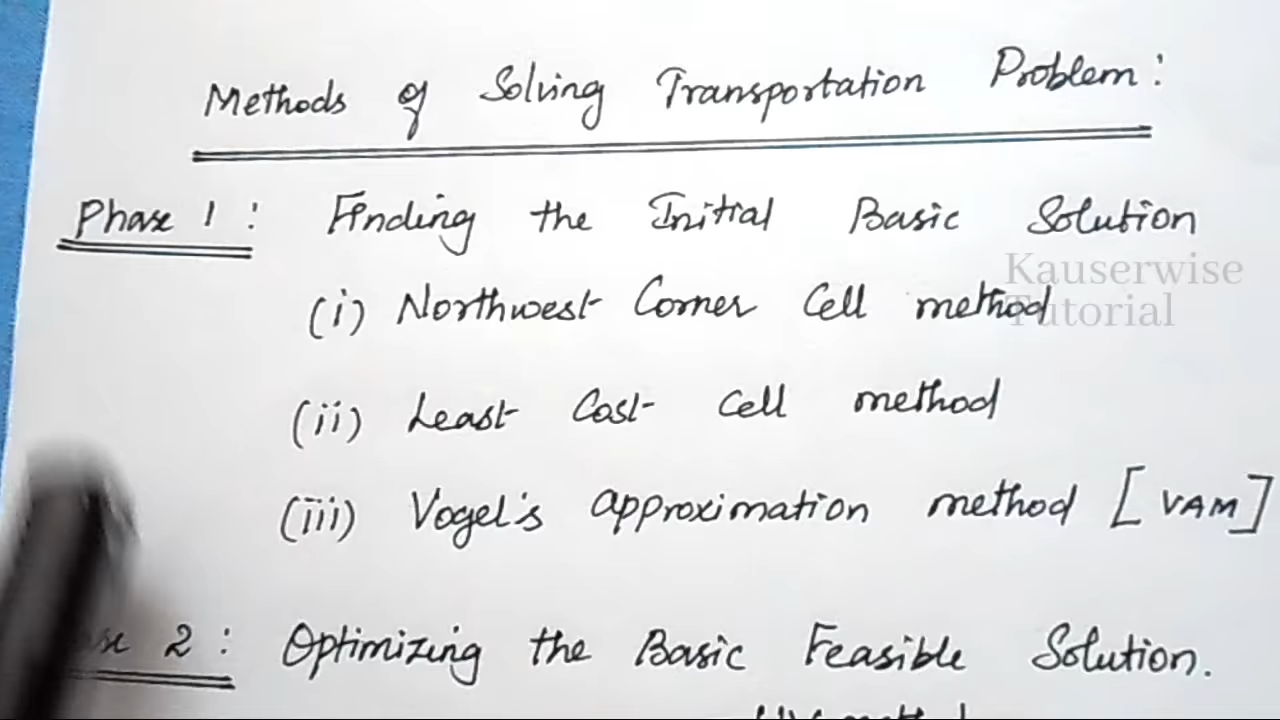 Methods of Solving Transportation Problem:
Phase 1: Finding the Initial Basic Solution
Kauserwise
Tutorial
(i) Northwest Corner Cell method
(ii) Least Cost Cell method
(iii) Vogel's approximation method [VAM]
2: Optimizing the Basic Feasible Solution.